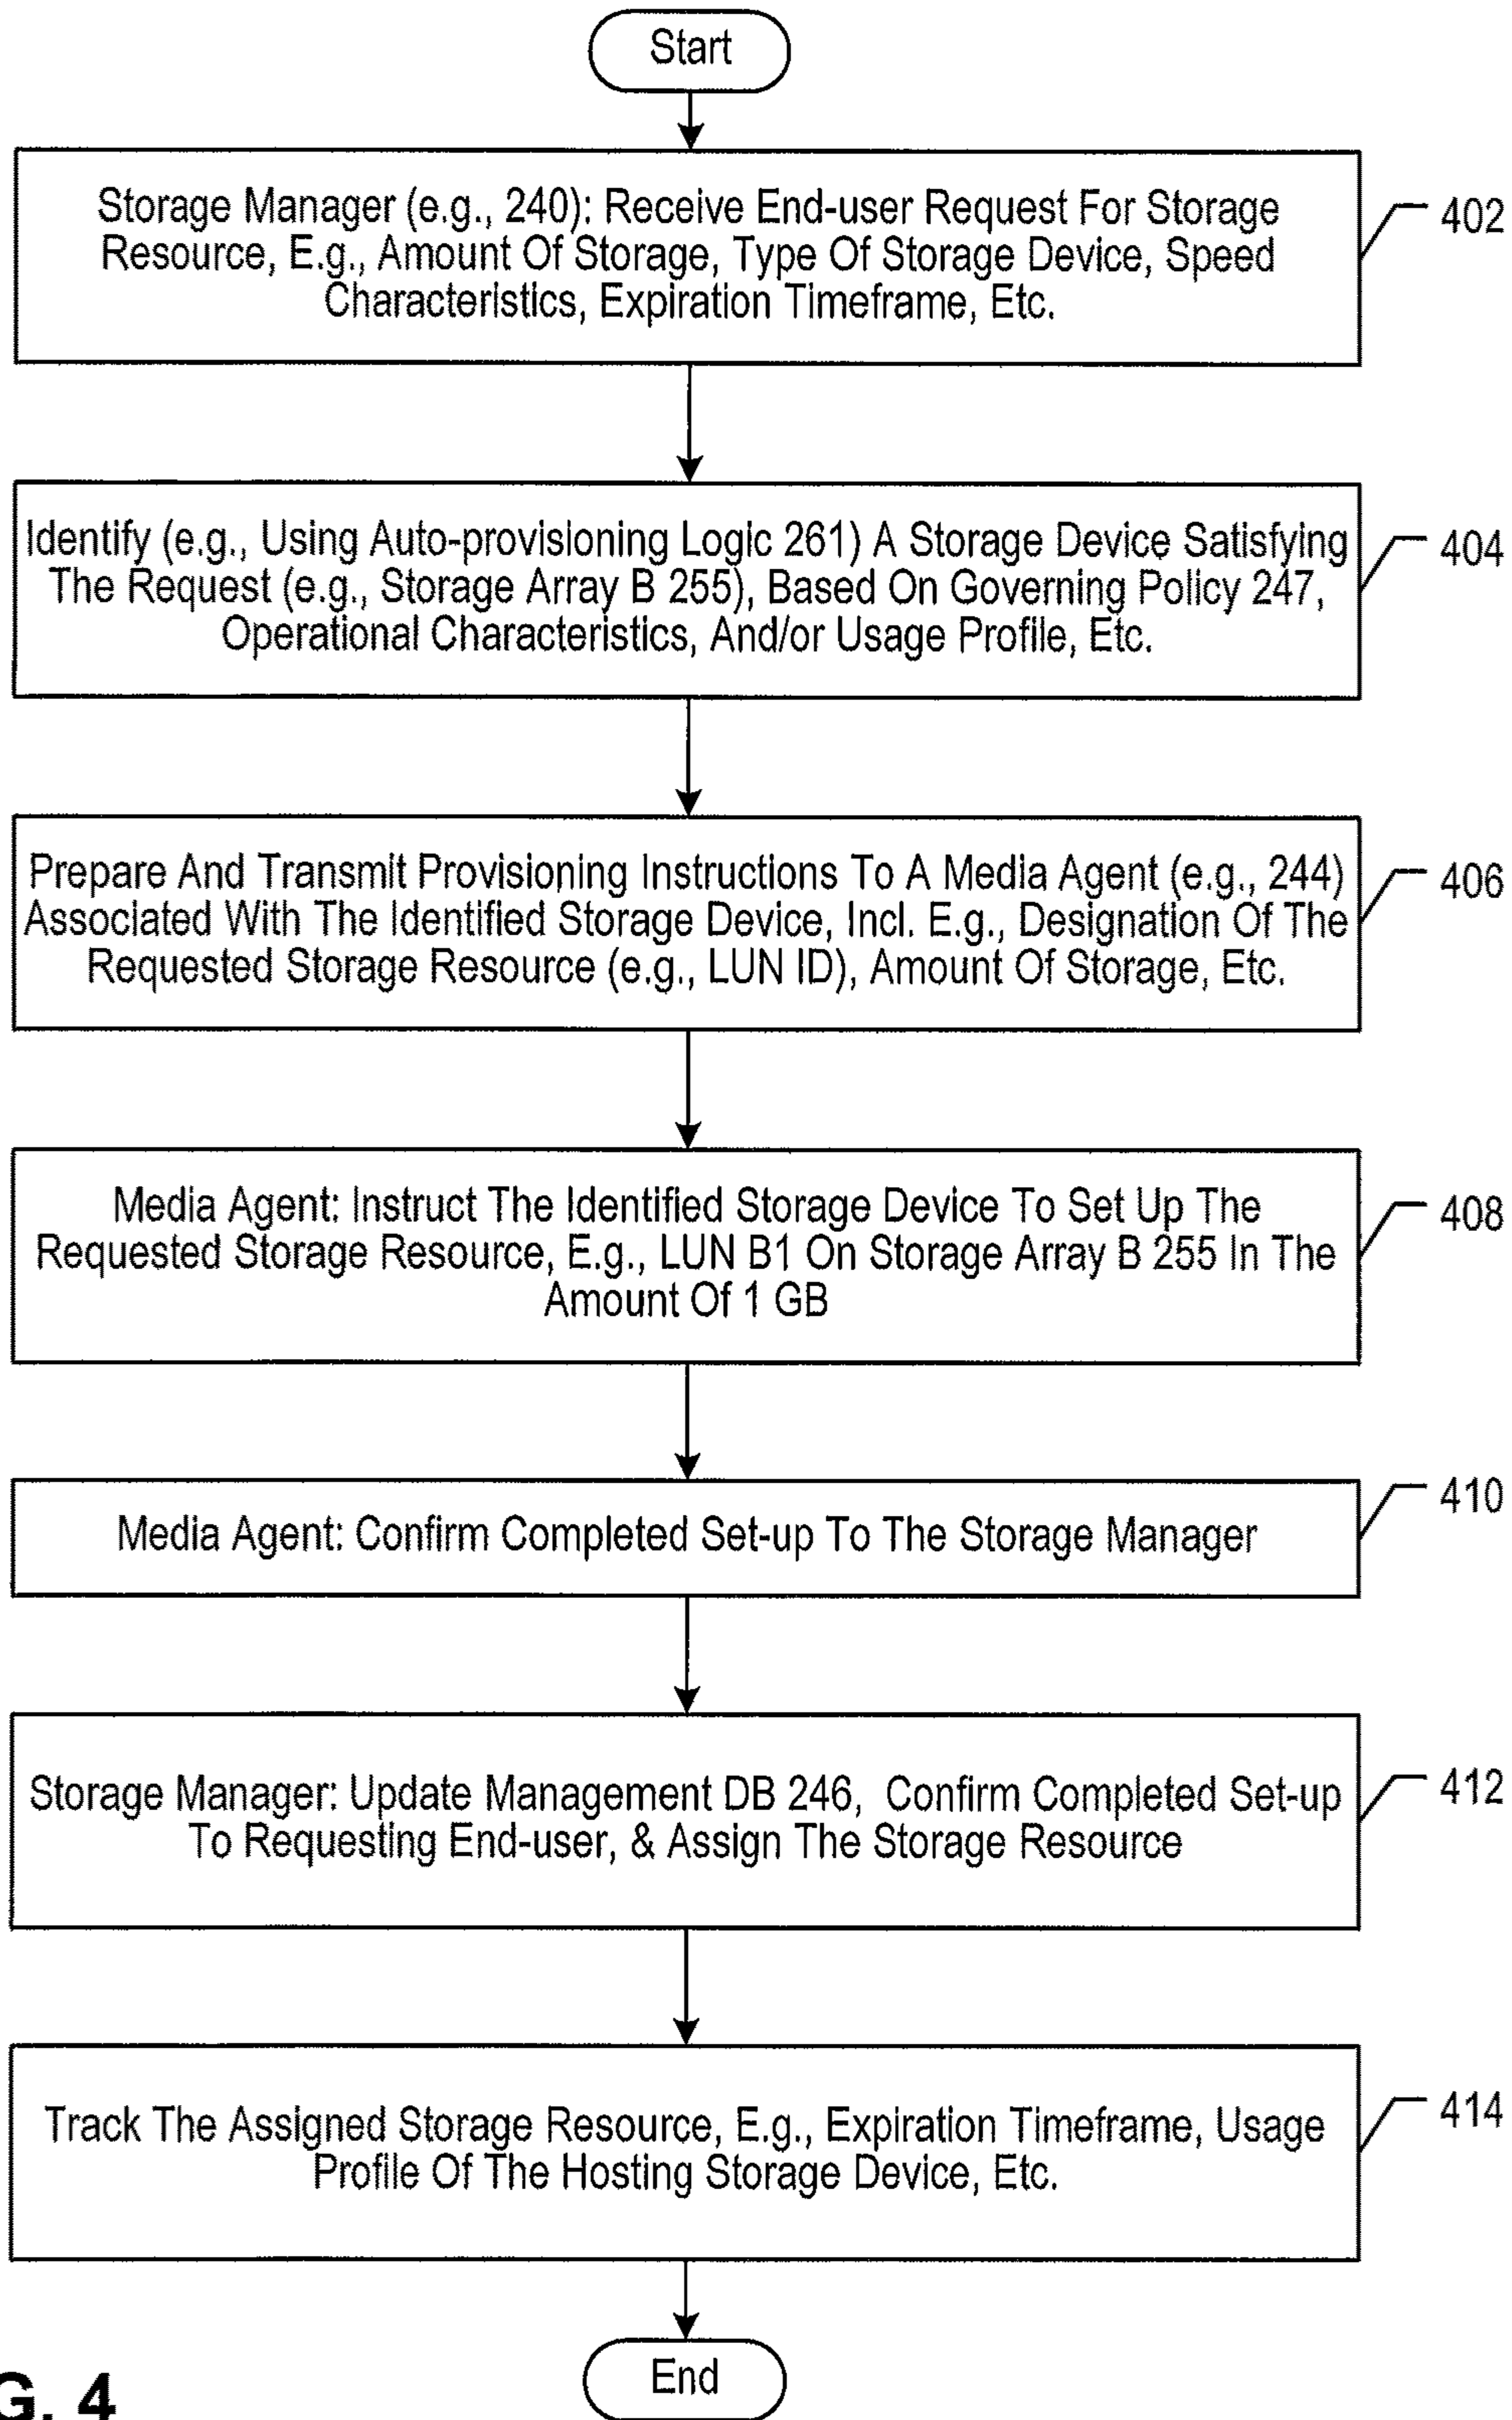 Start
Storage Manager (e.g., 240): Receive End-user Request For Storage
Resource, E.g., Amount Of Storage, Type Of Storage Device, Speed
Characteristics, Expiration Timeframe, Etc.
402
Identify (e.g., Using Auto-provisioning Logic 261) A Storage Device Satisfying
The Request (e.g., Storage Array B 255), Based On Governing Policy 247,
Operational Characteristics, And/or Usage Profile, Etc.
404
Prepare And Transmit Provisioning Instructions To A Media Agent (e.g., 244)
Associated With The Identified Storage Device, Incl. E.g., Designation Of The
Requested Storage Resource (e.g., LUN ID), Amount Of Storage, Etc.
406
Media Agent: Instruct The Identified Storage Device To Set Up The
Requested Storage Resource, E.g., LUN B1 On Storage Array B 255 In The
Amount Of 1 GB
408
Media Agent: Confirm Completed Set-up To The Storage Manager
410
Storage Manager: Update Management DB 246, Confirm Completed Set-up
To Requesting End-user, & Assign The Storage Resource
412
Track The Assigned Storage Resource, E.g., Expiration Timeframe, Usage
Profile Of The Hosting Storage Device, Etc.
414
End
G. 4